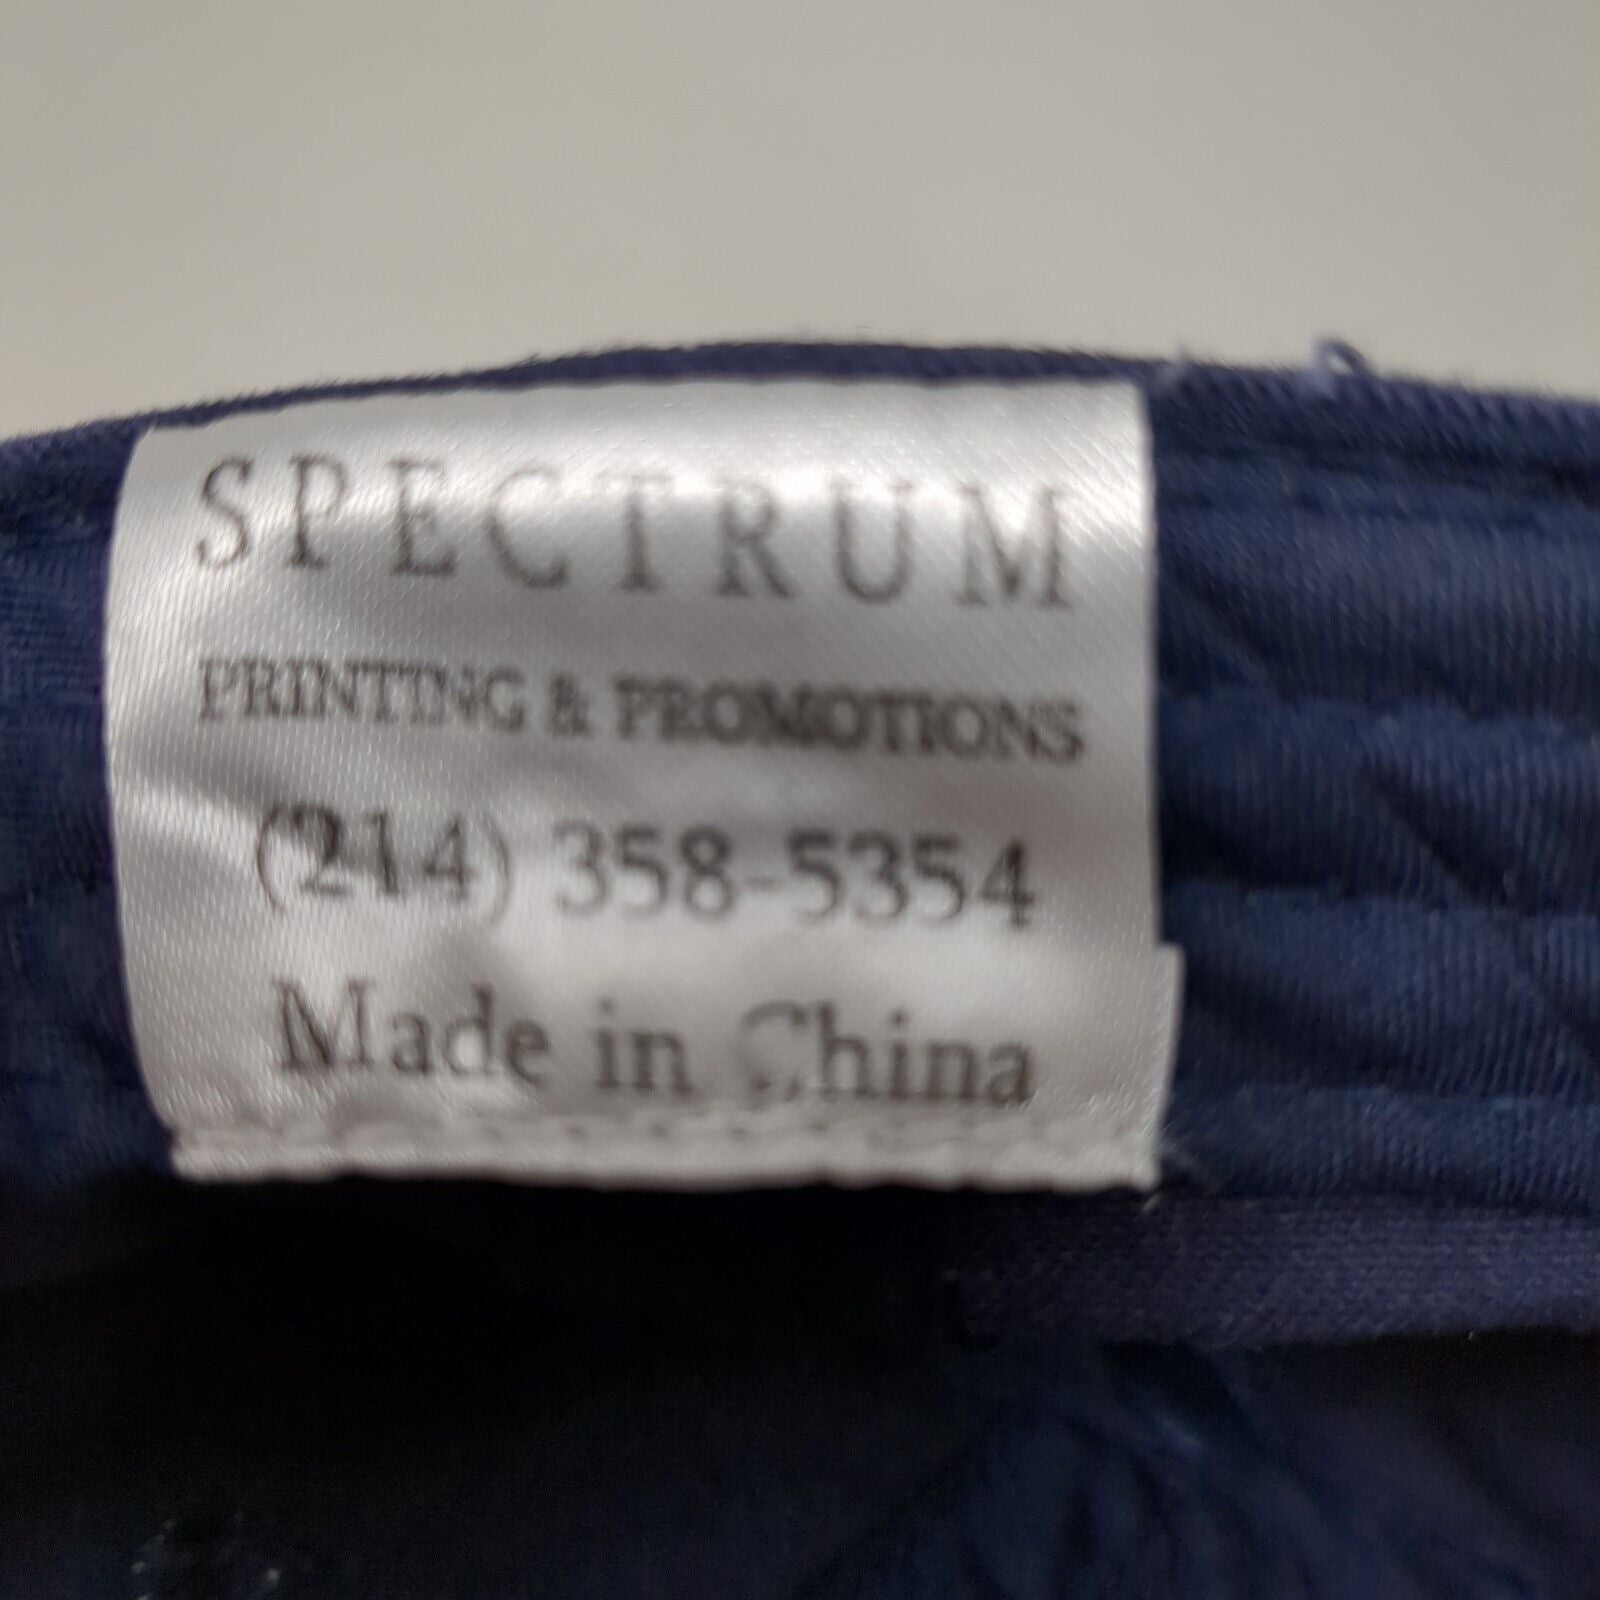 SPECTRUM
PRINTING & PROMOTIONS
(214) 358-5354
Made in China